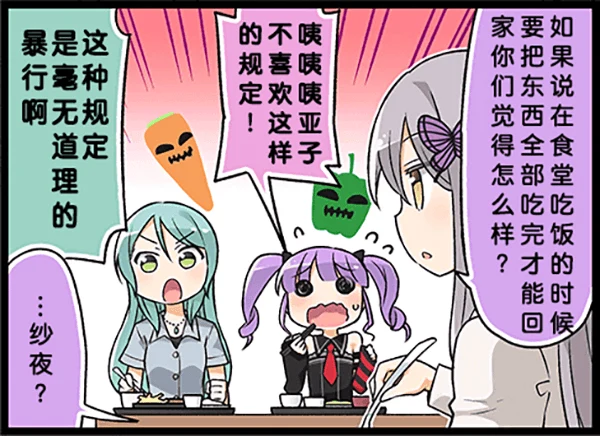 如果说在食堂吃饭的时候
要把东西全部吃完才能回
家你们觉得怎么样？
咦咦咦亚子
不喜欢这样
的规定！
这种规定
是毫无道理的
暴行啊
…纱夜？